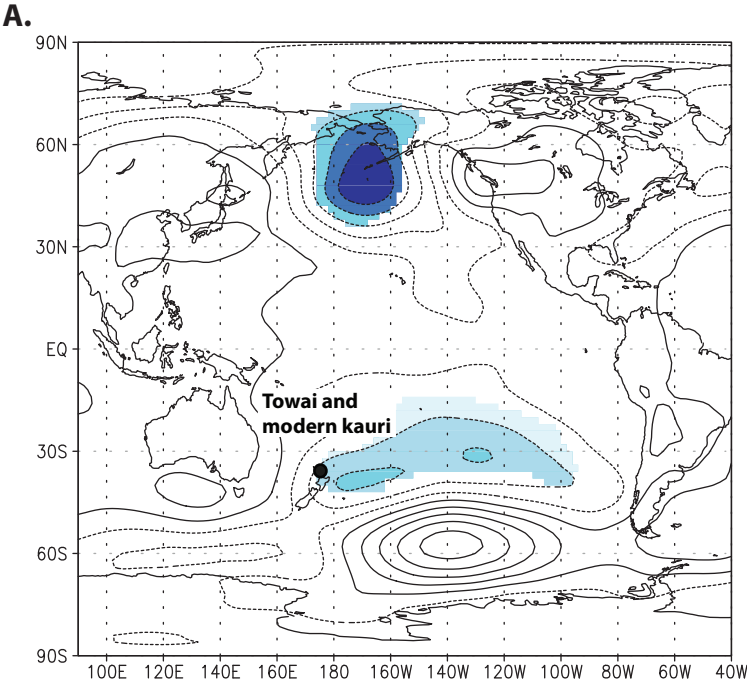 A.
90N
60N
30N
EQ
Towai and
modern kauri
30S
60S
90S
100E 120E 140E 160E 180 160W 140W 120W 100W 80W 60W 40W